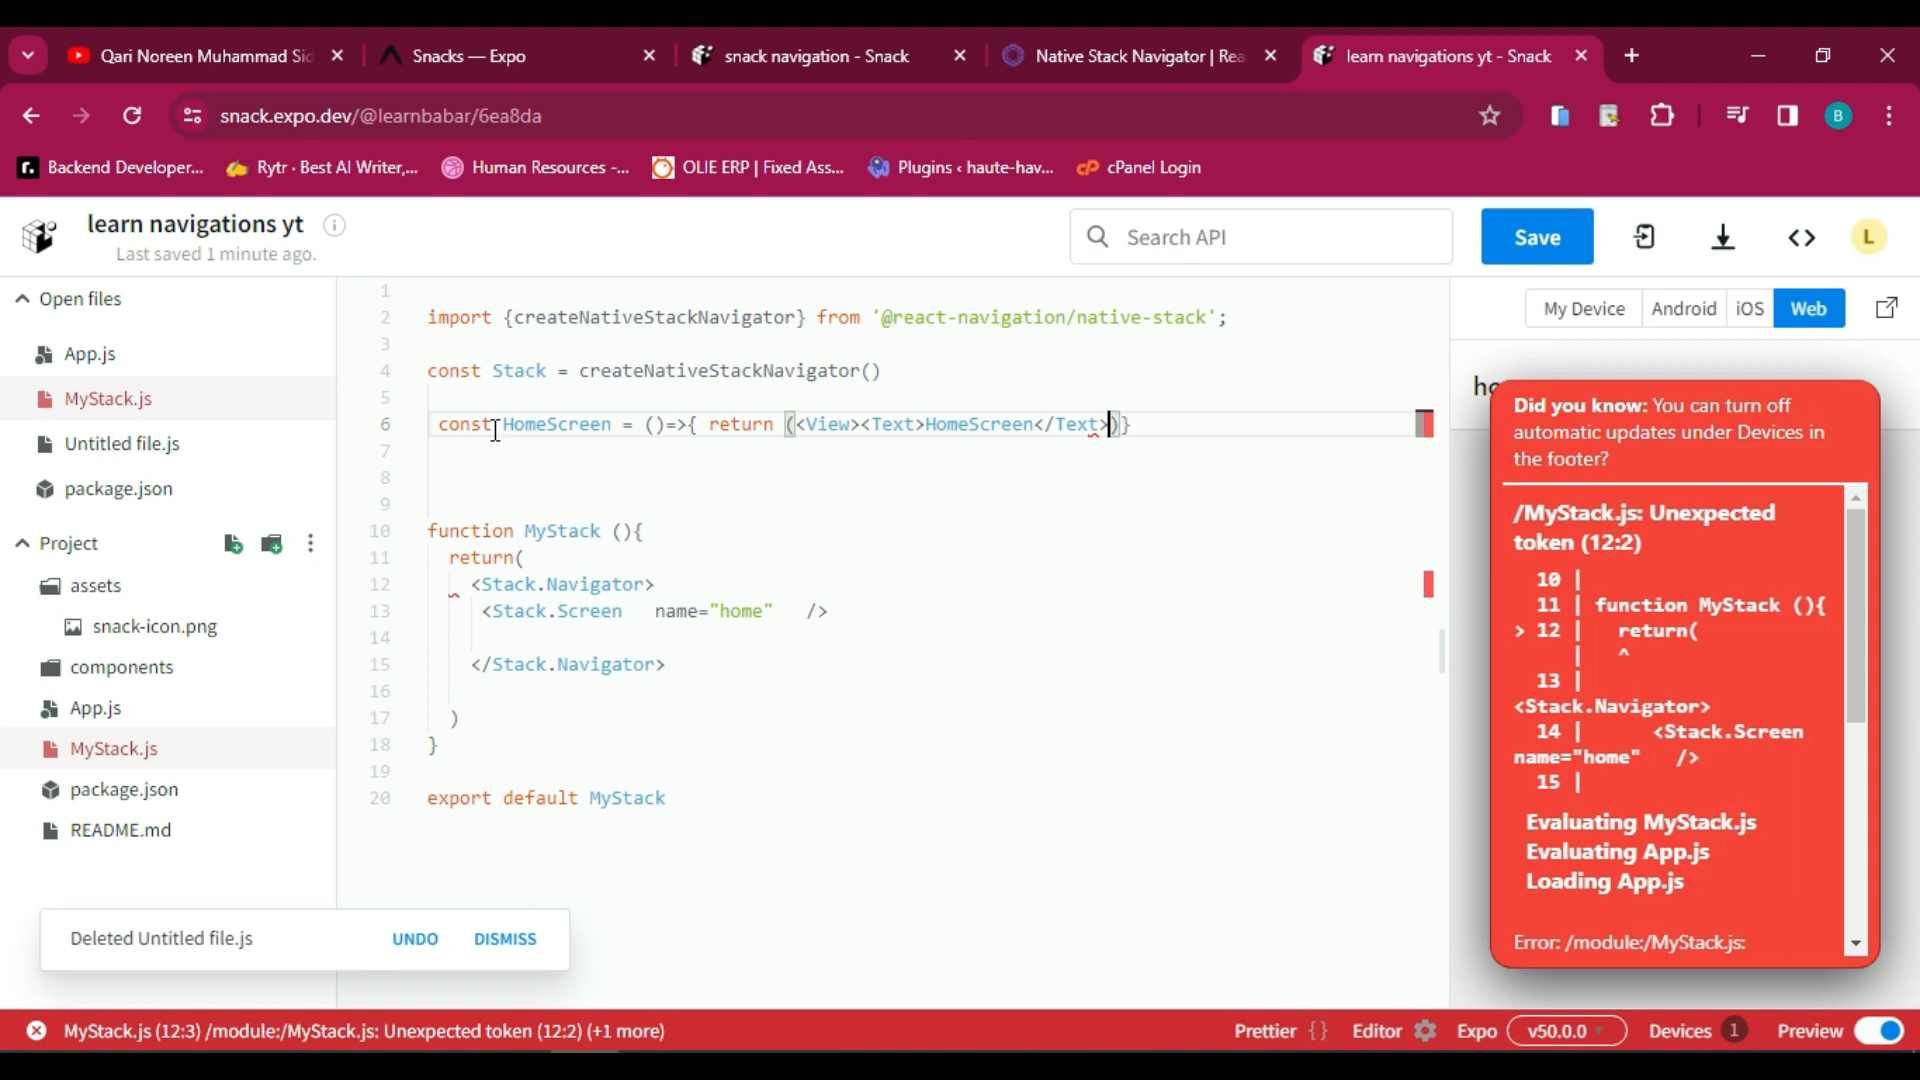 Qari Noreen Muhammad Sid
Snacks — Expo
snack navigation - Snack
Native Stack Navigator | Rea
learn navigations yt - Snack
snack.expo.dev/@learnbabar/6ea8da
B
Backend Developer...
Rytr · Best AI Writer,...
Human Resources -...
OLIE ERP | Fixed Ass...
Plugins ‹ haute-hav...
cPanel Login
learn navigations yt
Last saved 1 minute ago.
Search API
Save
L
Open files
App.js
MyStack.js
Untitled file.js
package.json
Project
assets
snack-icon.png
components
App.js
MyStack.js
package.json
README.md
Deleted Untitled file.js UNDO DISMISS
1
2 import {createNativeStackNavigator} from '@react-navigation/native-stack';
3
4 const Stack = createNativeStackNavigator()
5
6 const HomeScreen = ()=>{ return (<View><Text>HomeScreen</Text>)}
7
8
9
10 function MyStack (){
11 return(
12 <Stack.Navigator>
13 <Stack.Screen name="home" />
14
15 </Stack.Navigator>
16
17 )
18 }
19
20 export default MyStack
My Device Android iOS Web
ho
Did you know: You can turn off
automatic updates under Devices in
the footer?
/MyStack.js: Unexpected
token (12:2)
10 |
11 | function MyStack (){
> 12 | return(
| ^
13 |
<Stack.Navigator>
14 | <Stack.Screen
name="home" />
15 |
Evaluating MyStack.js
Evaluating App.js
Loading App.js
Error: /module:/MyStack.js:
MyStack.js (12:3) /module:/MyStack.js: Unexpected token (12:2) (+1 more)
Prettier { } Editor Expo v50.0.0 Devices 1 Preview